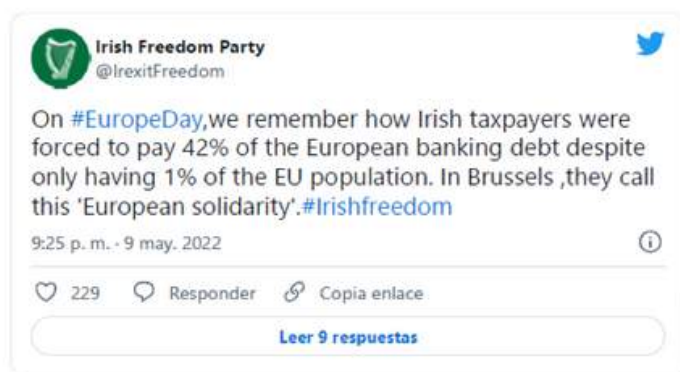 Irish Freedom Party
@IrexitFreedom
On #EuropeDay,we remember how Irish taxpayers were
forced to pay 42% of the European banking debt despite
only having 1% of the EU population. In Brussels ,they call
this 'European solidarity'.#Irishfreedom
9:25 p. m. · 9 may. 2022
229 Responder Copia enlace
Leer 9 respuestas